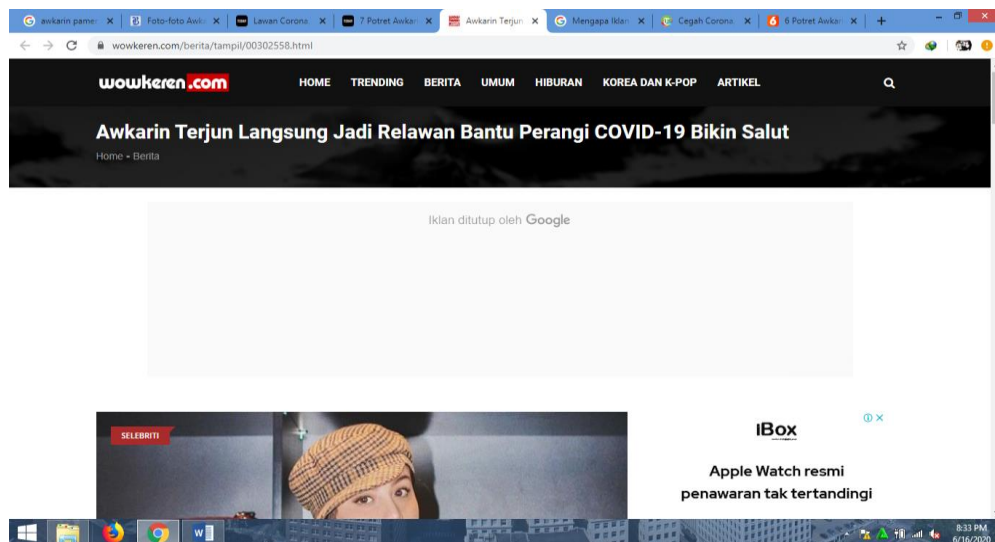 awkarin pamer
Foto-foto Awk
Lawan Corona
7 Potret Awkar
Awkarin Terjun
Mengapa Iklan
Cegah Corona
6 Potret Awkar
wowkeren.com/berita/tampil/00302558.html
wowkeren.com
HOME TRENDING BERITA UMUM HIBURAN KOREA DAN K-POP ARTIKEL
Awkarin Terjun Langsung Jadi Relawan Bantu Perangi COVID-19 Bikin Salut
Home - Berita
Iklan ditutup oleh Google
SELEBRITI
iBox
Apple Watch resmi
penawaran tak tertandingi
8:33 PM
6/16/2020